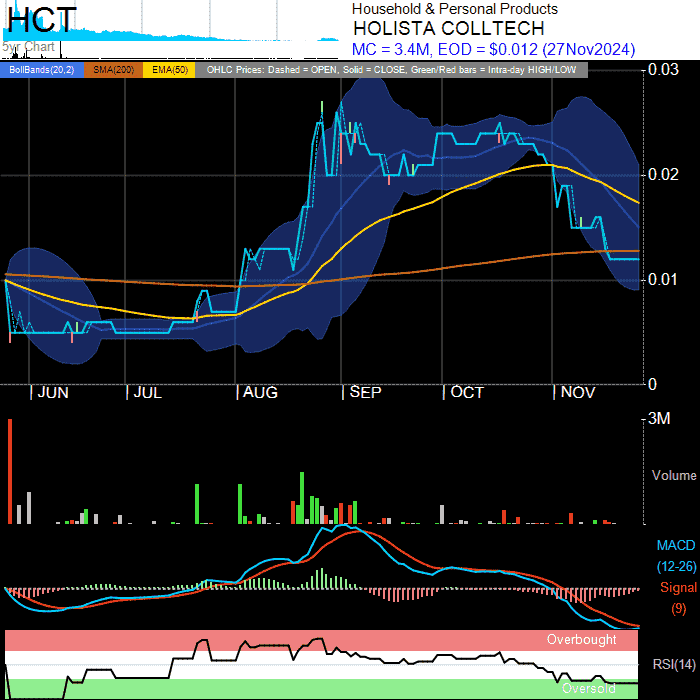 HCT
5yr Chart
Household & Personal Products
HOLISTA COLLTECH
MC = 3.4M, EOD = $0.012 (27Nov2024)
BollBands(20,2) SMA(200) EMA(50) OHLC Prices: Dashed = OPEN, Solid = CLOSE, Green/Red bars = Intra-day HIGH/LOW
0.03
0.02
0.01
0
JUN JUL AUG SEP OCT NOV
3M
Volume
MACD
(12-26)
Signal
(9)
Overbought
RSI(14)
Oversold